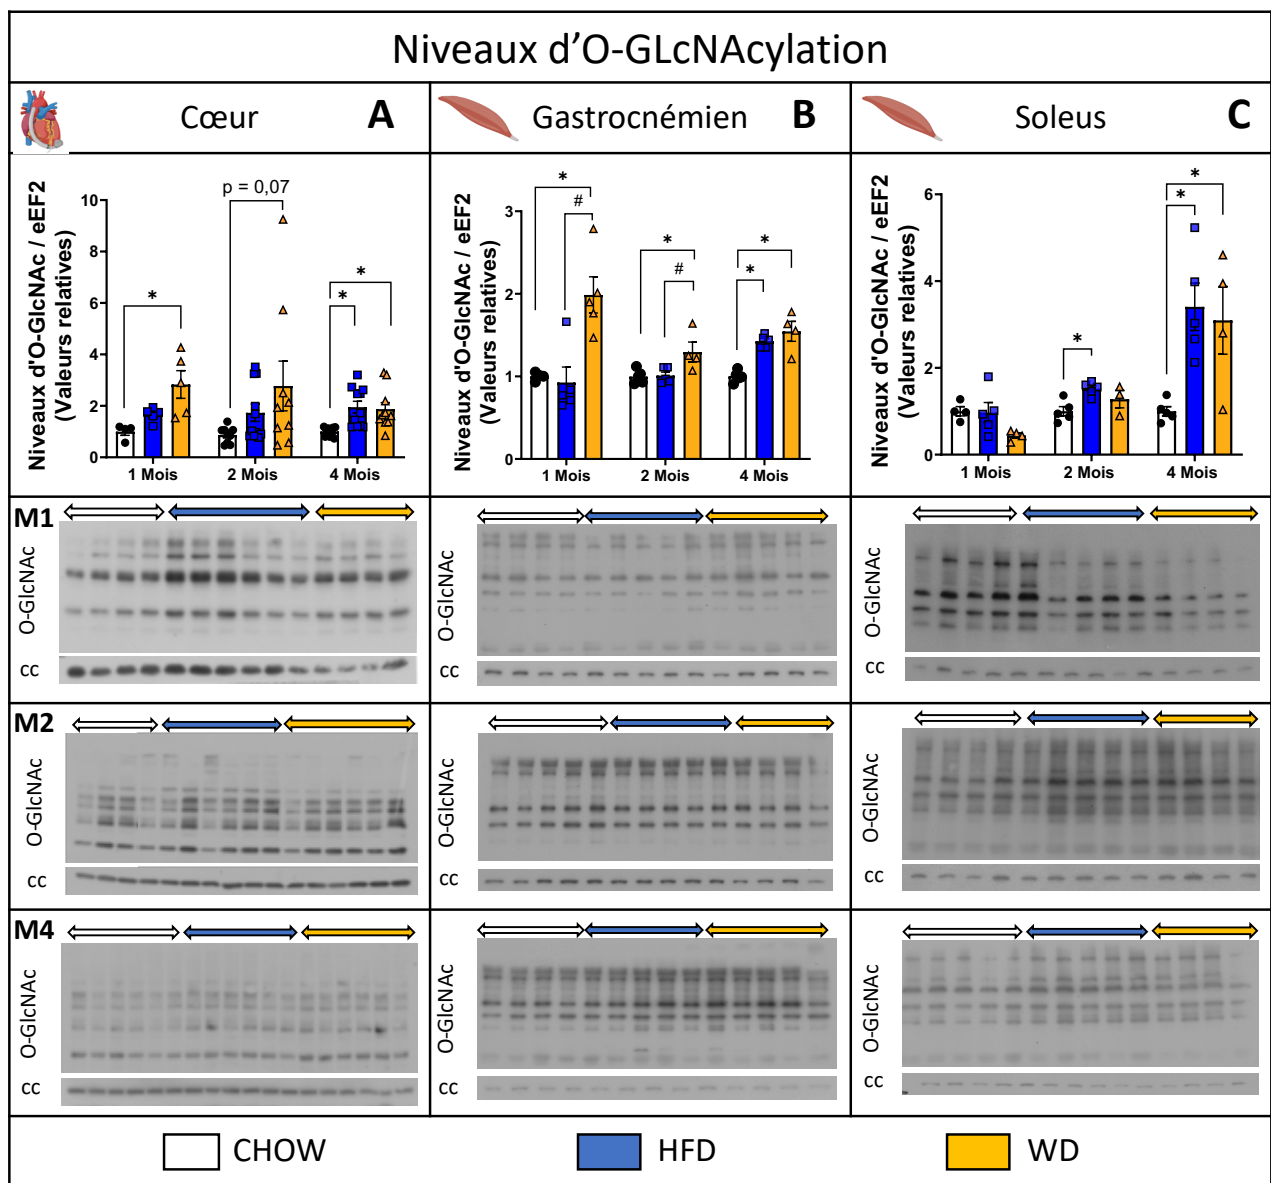 Niveaux d'O-GLcNAcylation
Cœur
A
Gastrocnémien
B
Soleus
C
Niveaux d'O-GlcNAc / eEF2
(Valeurs relatives)
10
8
6
4
2
0
*
p = 0,07
*
*
1 Mois
2 Mois
4 Mois
Niveaux d'O-GlcNAc / eEF2
(Valeurs relatives)
3
2
1
0
*
#
*
#
*
*
1 Mois
2 Mois
4 Mois
Niveaux d'O-GlcNAc / eEF2
(Valeurs relatives)
6
4
2
0
*
*
*
1 Mois
2 Mois
4 Mois
M1
O-GlcNAc
cc
O-GlcNAc
cc
O-GlcNAc
cc
M2
O-GlcNAc
cc
O-GlcNAc
cc
O-GlcNAc
cc
M4
O-GlcNAc
cc
O-GlcNAc
cc
O-GlcNAc
cc
CHOW
HFD
WD